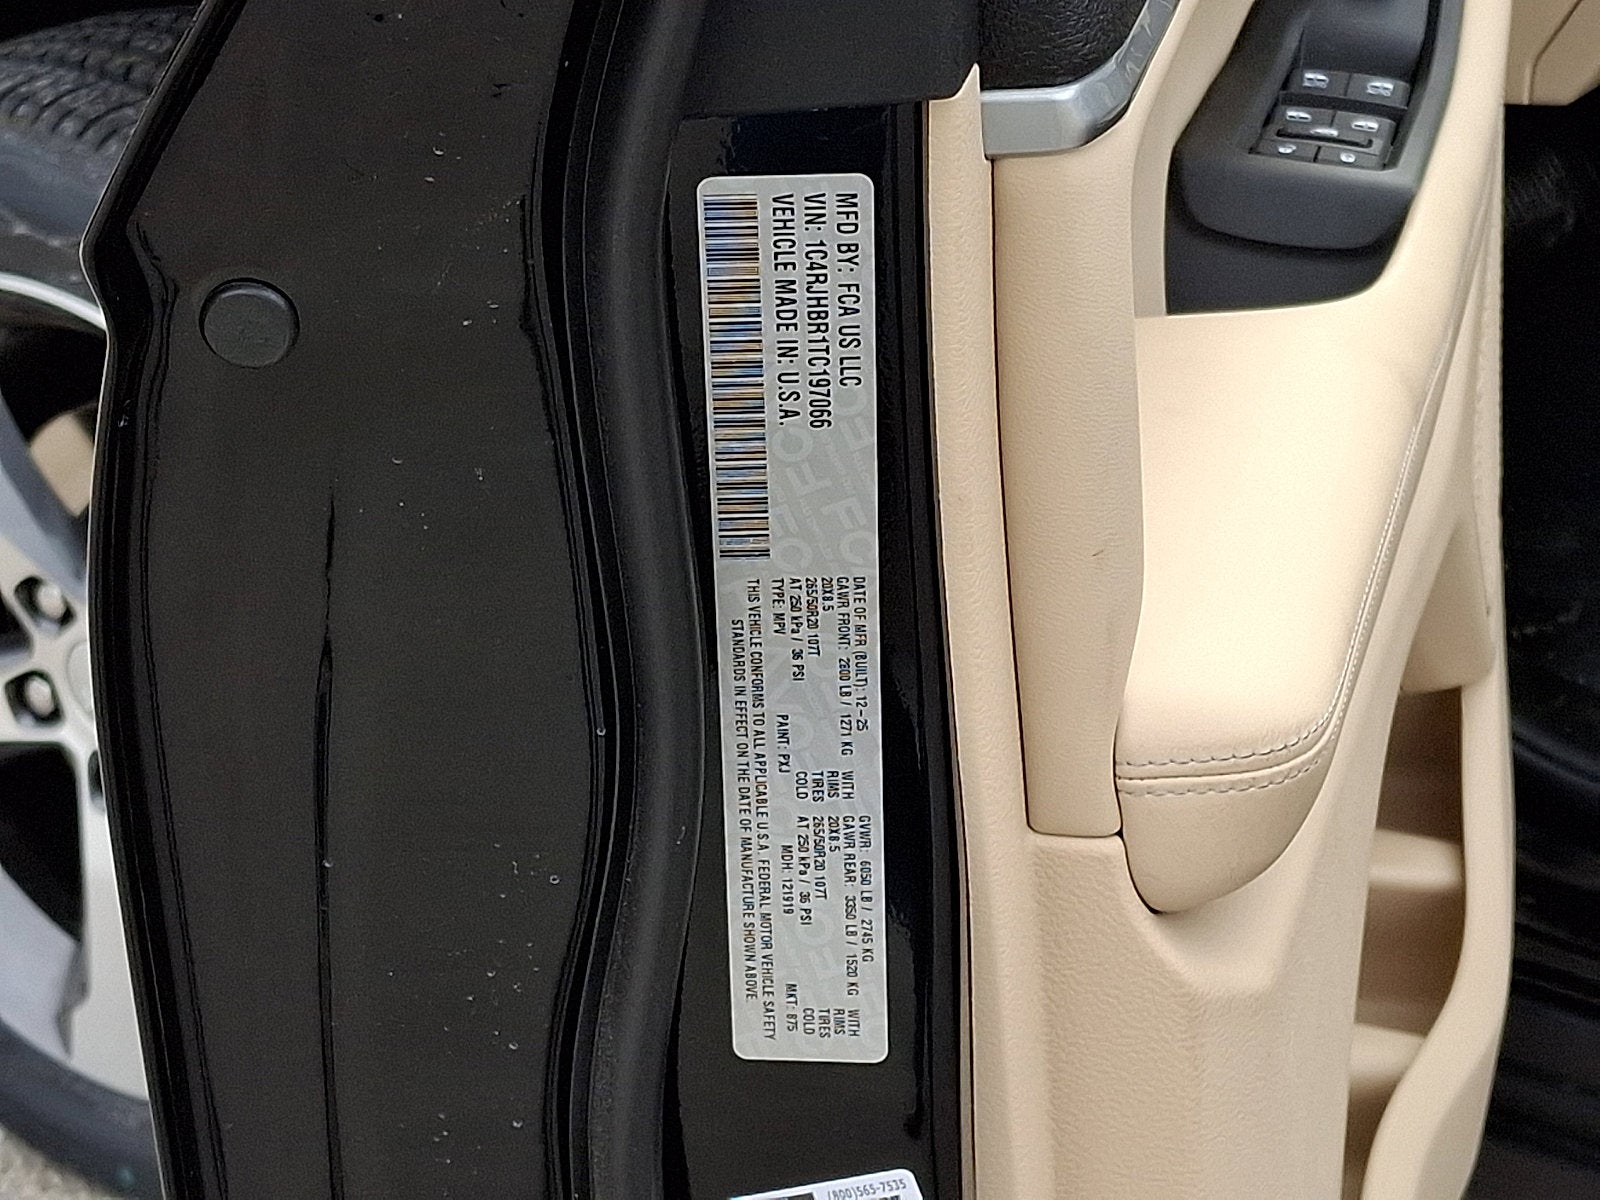 MFD BY: FCA US LLC
VIN: 1C4RJHBR1TC197066
VEHICLE MADE IN: U.S.A.
DATE OF MFR (BUILT): 12-25 GVWR: 6050 LB / 2745 KG
GAWR FRONT: 2800 LB / 1271 KG WITH GAWR REAR: 3350 LB / 1520 KG WITH
20X8.5 RIMS 20X8.5 RIMS
265/50R20 107T TIRES 265/50R20 107T TIRES
AT 250 kPa / 36 PSI COLD AT 250 kPa / 36 PSI COLD
TYPE: MPV PAINT: PXJ MDH: 121919 MKT: 875
THIS VEHICLE CONFORMS TO ALL APPLICABLE U.S.A. FEDERAL MOTOR VEHICLE SAFETY
STANDARDS IN EFFECT ON THE DATE OF MANUFACTURE SHOWN ABOVE.
(800)565-7535